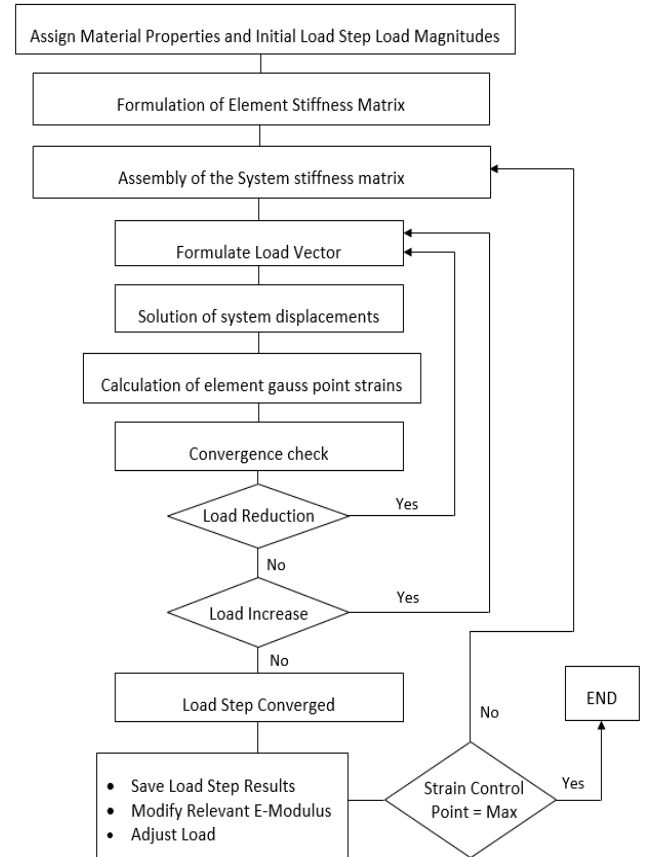 Assign Material Properties and Initial Load Step Load Magnitudes
Formulation of Element Stiffness Matrix
Assembly of the System stiffness matrix
Formulate Load Vector
Solution of system displacements
Calculation of element gauss point strains
Convergence check
Load Reduction
Yes
No
Load Increase
Yes
No
Load Step Converged
• Save Load Step Results
• Modify Relevant E-Modulus
• Adjust Load
Strain Control
Point = Max
No
Yes
END